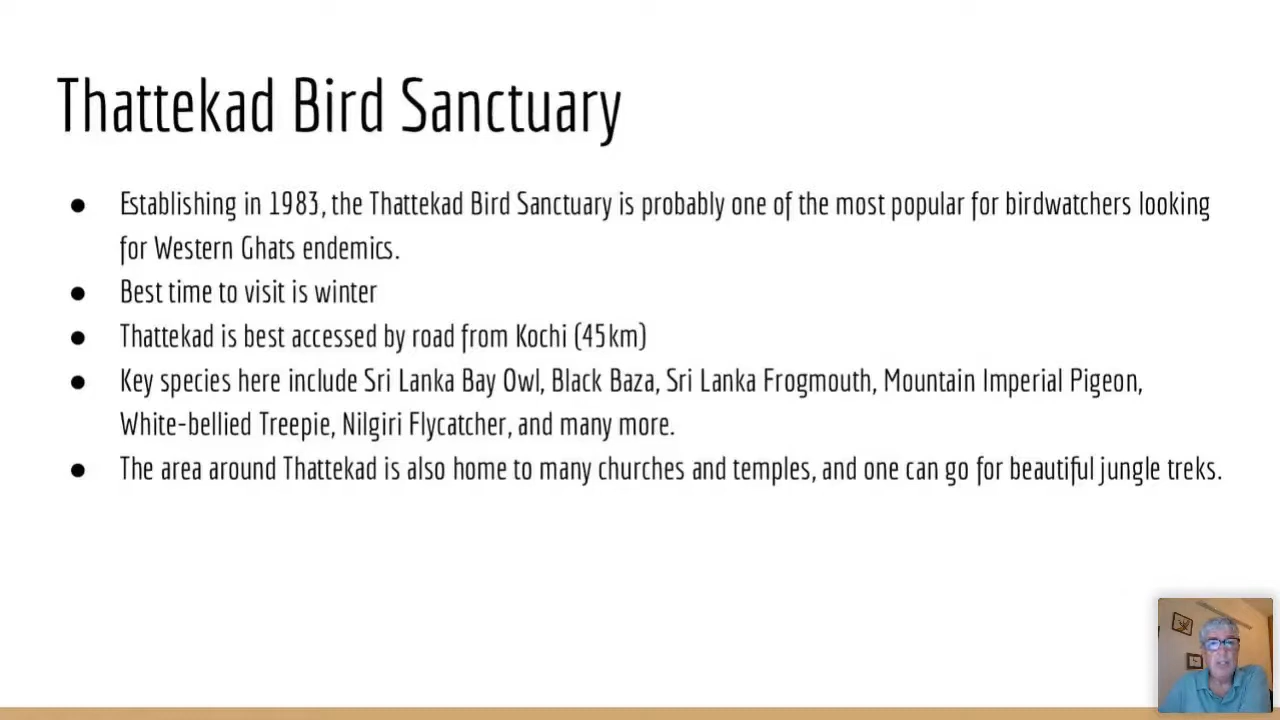 Thattekad Bird Sanctuary
● Establishing in 1983, the Thattekad Bird Sanctuary is probably one of the most popular for birdwatchers looking
for Western Ghats endemics.
● Best time to visit is winter
● Thattekad is best accessed by road from Kochi (45km)
● Key species here include Sri Lanka Bay Owl, Black Baza, Sri Lanka Frogmouth, Mountain Imperial Pigeon,
White-bellied Treepie, Nilgiri Flycatcher, and many more.
● The area around Thattekad is also home to many churches and temples, and one can go for beautiful jungle treks.